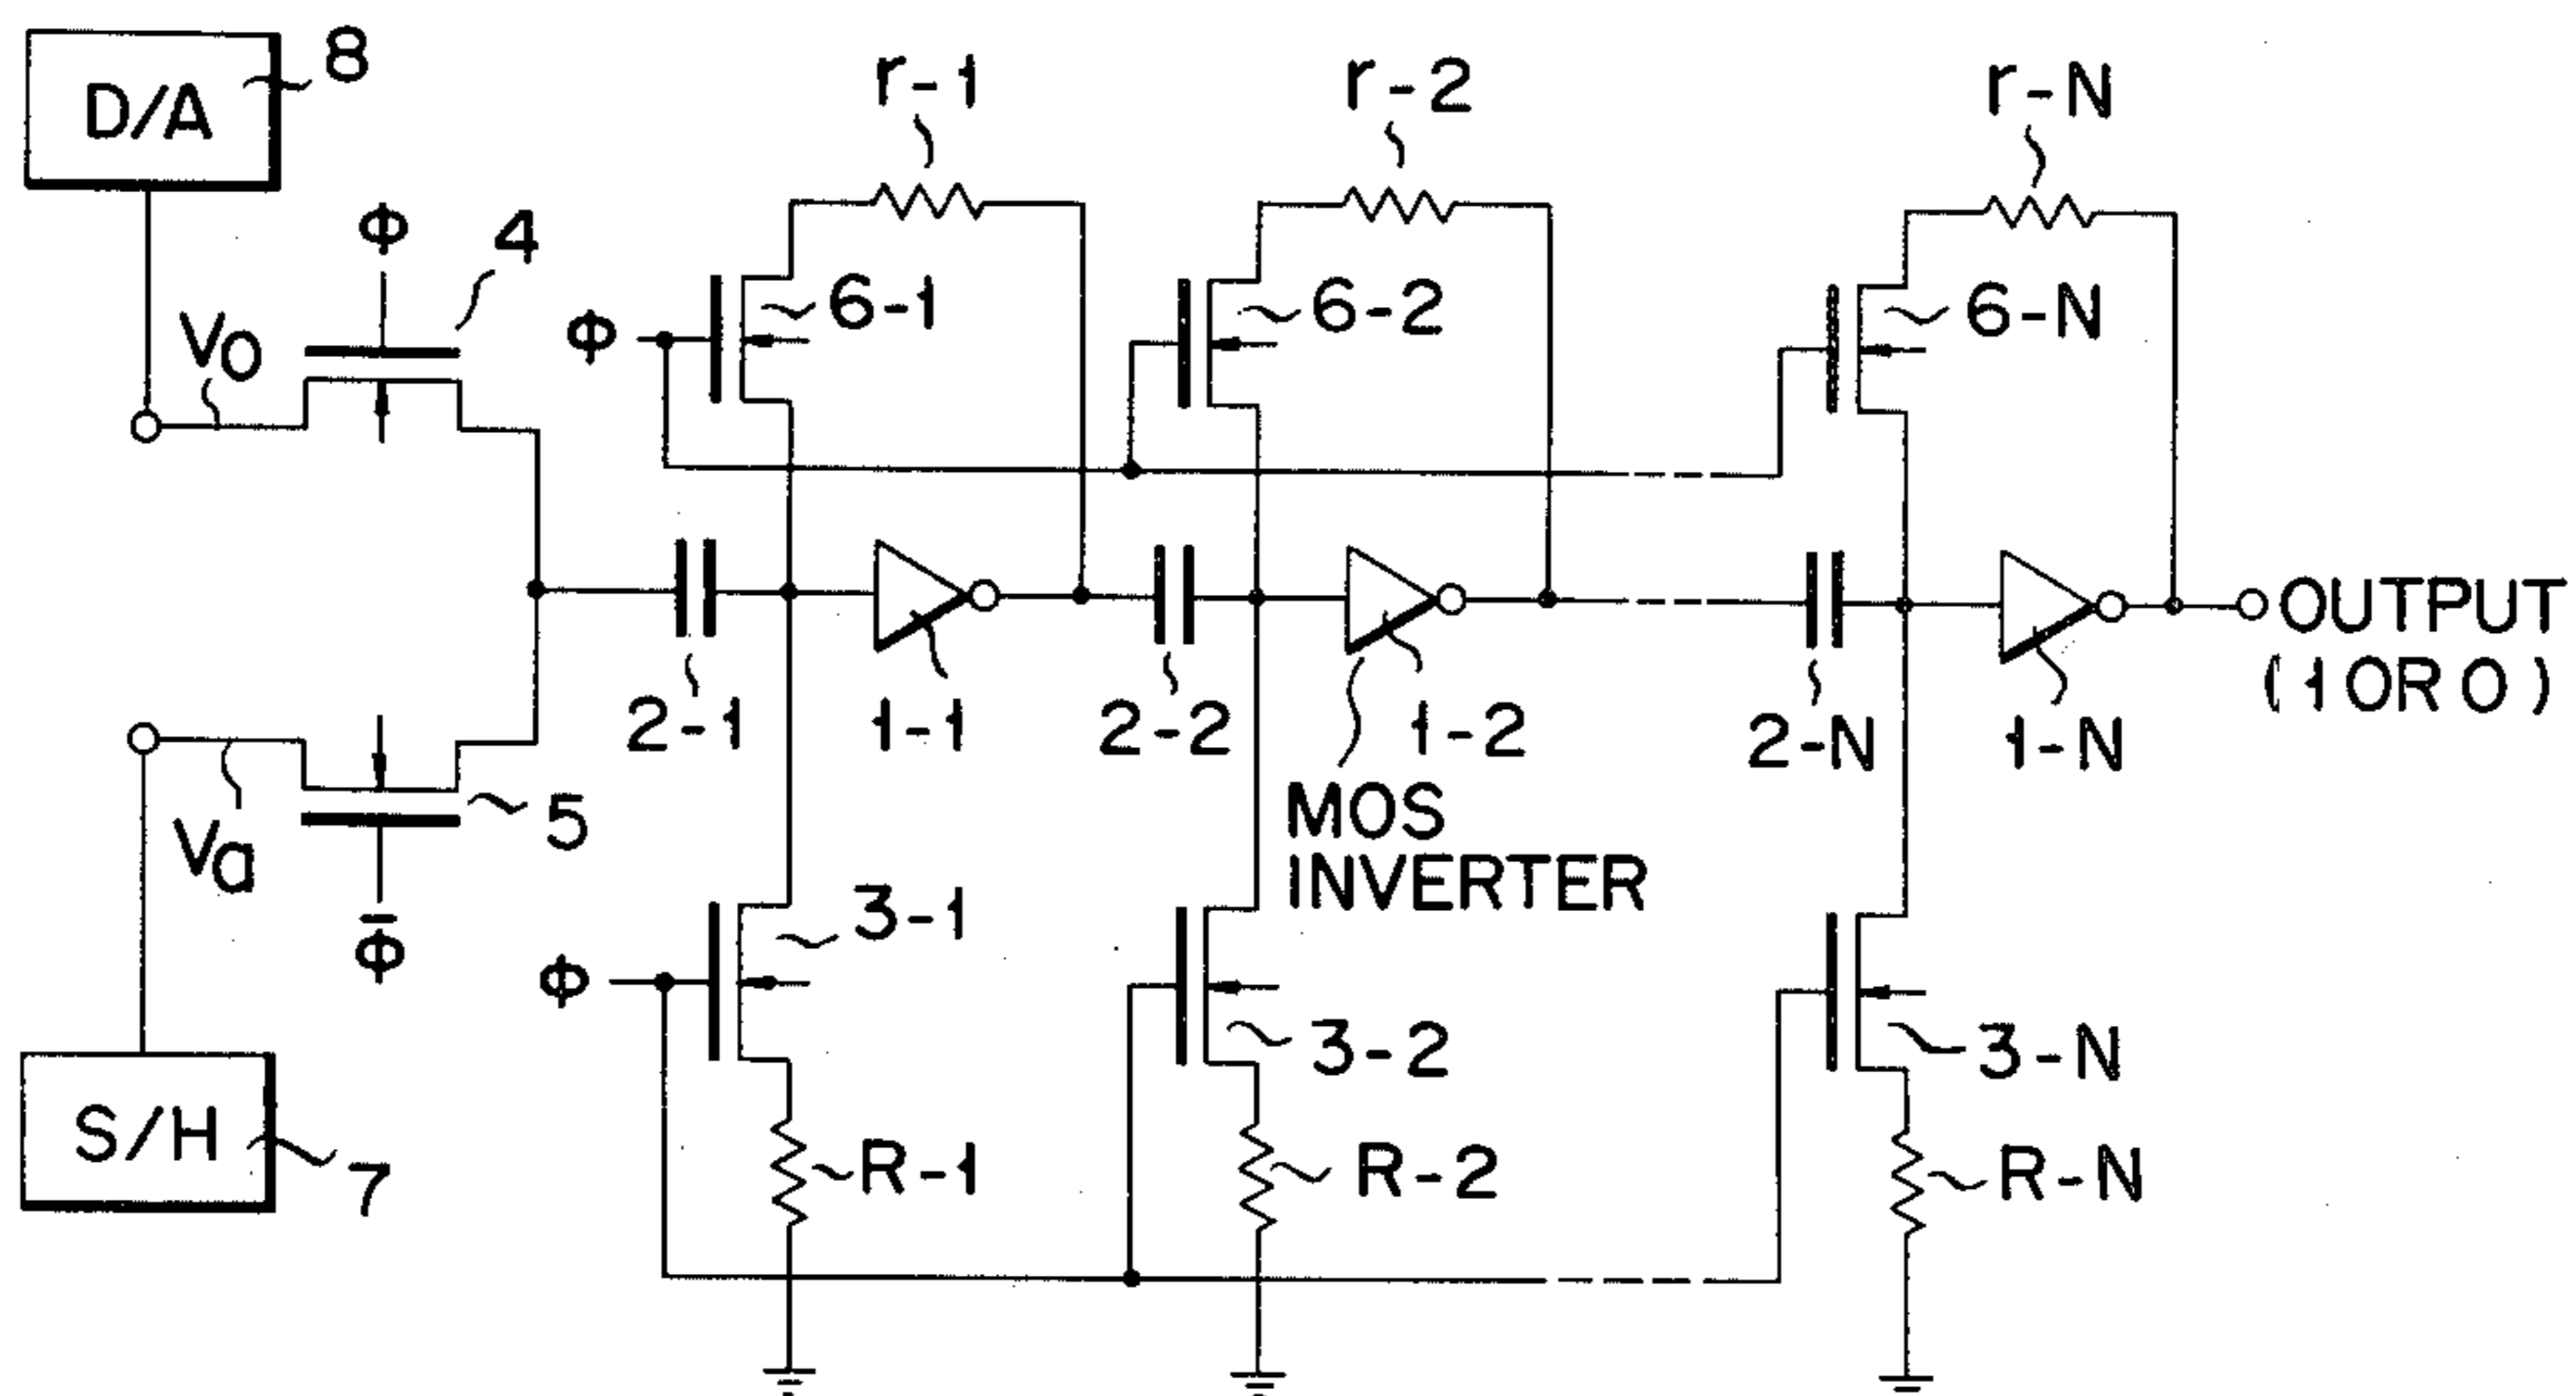 8
D/A
r-1
r-2
r-N
Φ
4
Vo
Φ
6-1
6-2
6-N
OUTPUT
(1 OR 0)
2-1
1-1
2-2
1-2
2-N
1-N
MOS
INVERTER
Va
5
Φ̄
3-1
Φ
3-2
3-N
S/H
7
R-1
R-2
R-N